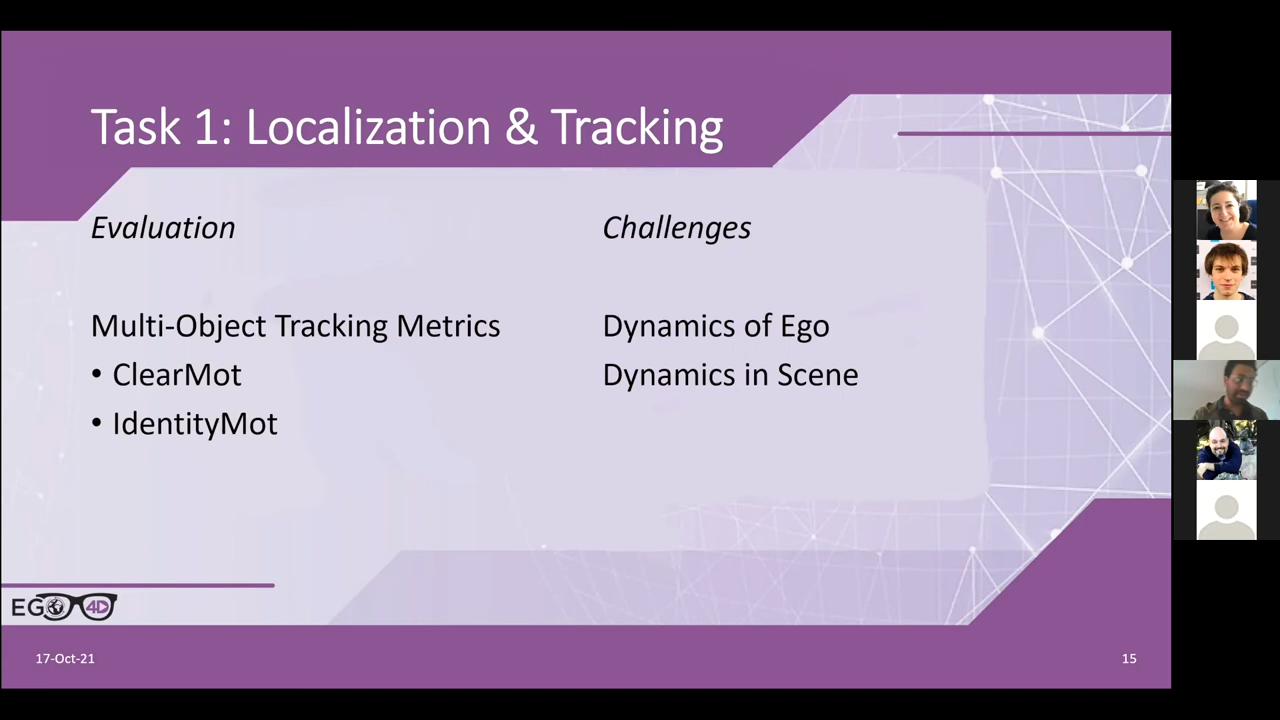 Task 1: Localization & Tracking
Evaluation
Multi-Object Tracking Metrics
• ClearMot
• IdentityMot
Challenges
Dynamics of Ego
Dynamics in Scene
EGO4D
17-Oct-21
15